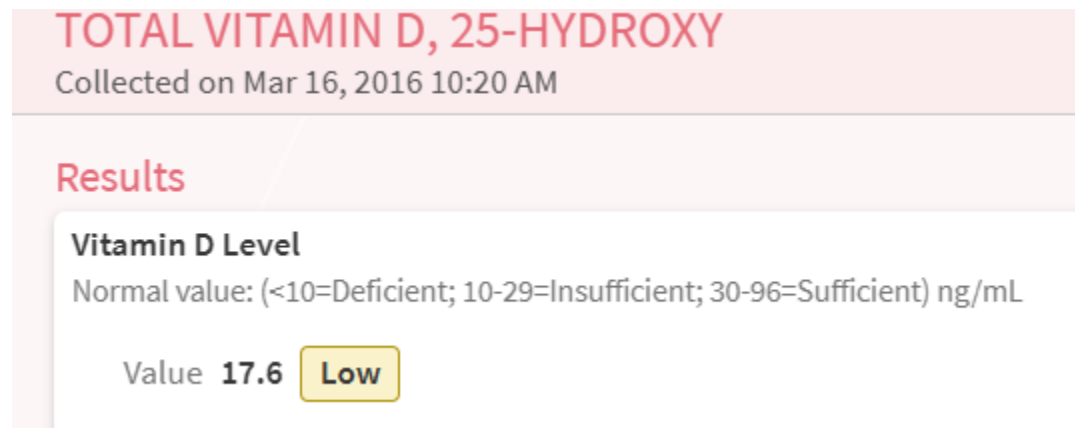 TOTAL VITAMIN D, 25-HYDROXY
Collected on Mar 16, 2016 10:20 AM
Results
Vitamin D Level
Normal value: (<10=Deficient; 10-29=Insufficient; 30-96=Sufficient) ng/mL
Value 17.6 Low